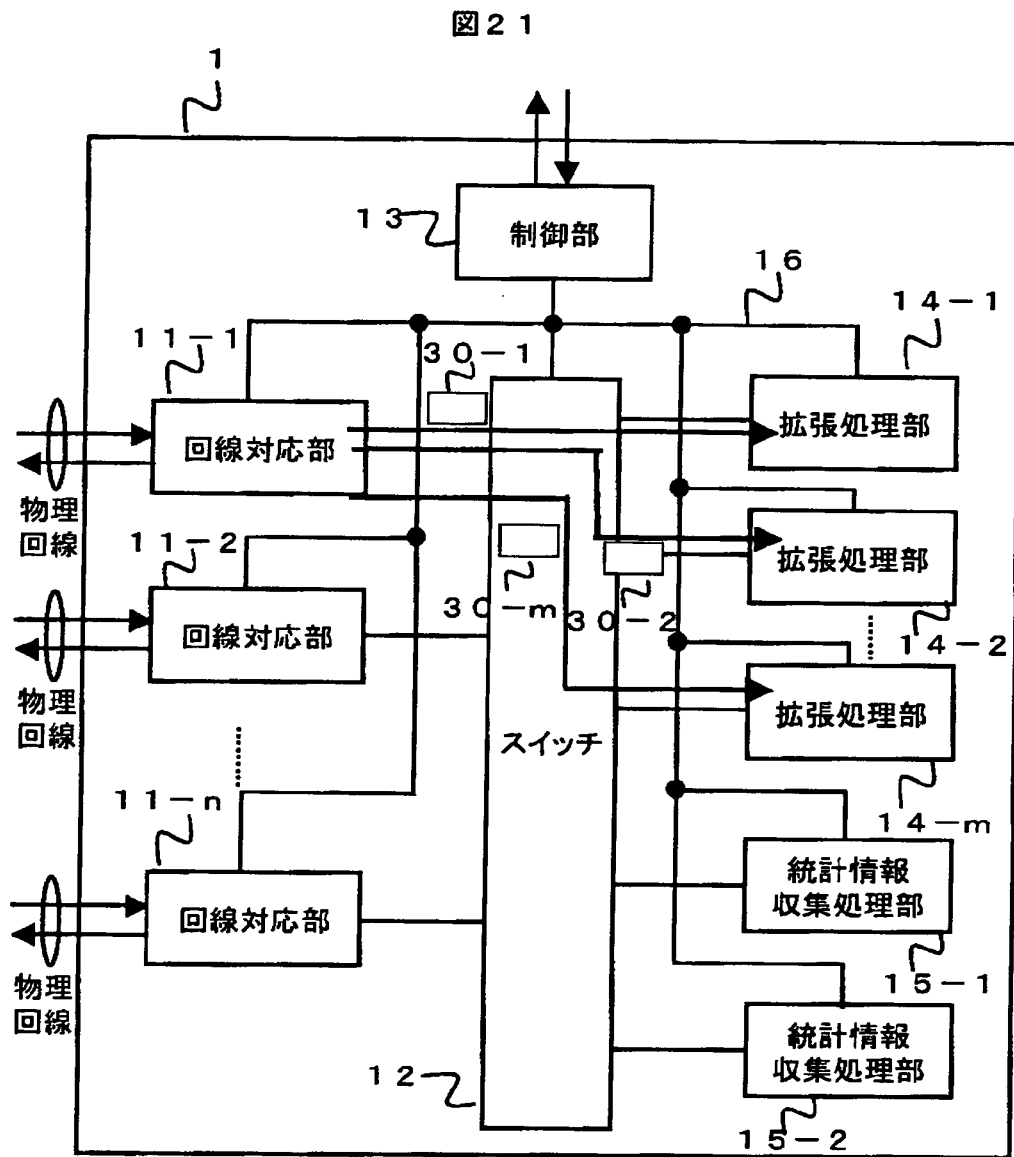 図21
1
13
制御部
16
14-1
11-1
30-1
回線対応部
拡張処理部
物理
回線
11-2
拡張処理部
30-m
30-2
14-2
回線対応部
物理
回線
拡張処理部
スイッチ
11-n
14-m
統計情報
収集処理部
回線対応部
物理
回線
15-1
統計情報
収集処理部
12
15-2